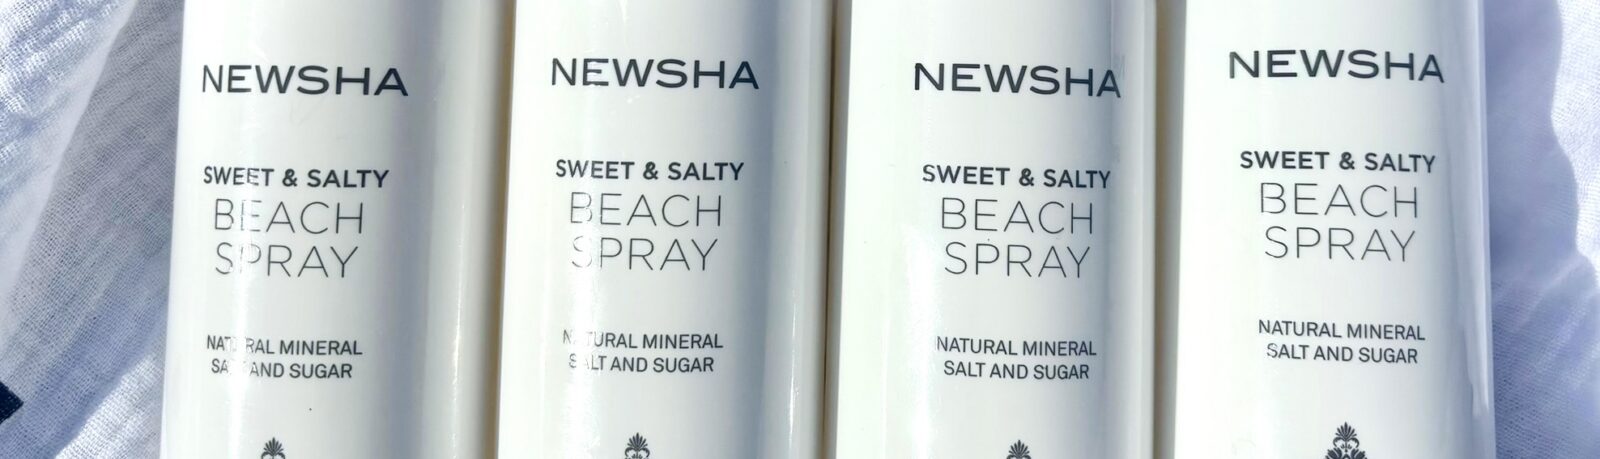 NEWSHA
SWEET & SALTY
BEACH
SPRAY
NATURAL MINERAL
SALT AND SUGAR
NEWSHA
SWEET & SALTY
BEACH
SPRAY
NATURAL MINERAL
SALT AND SUGAR
NEWSHA
SWEET & SALTY
BEACH
SPRAY
NATURAL MINERAL
SALT AND SUGAR
NEWSHA
SWEET & SALTY
BEACH
SPRAY
NATURAL MINERAL
SALT AND SUGAR